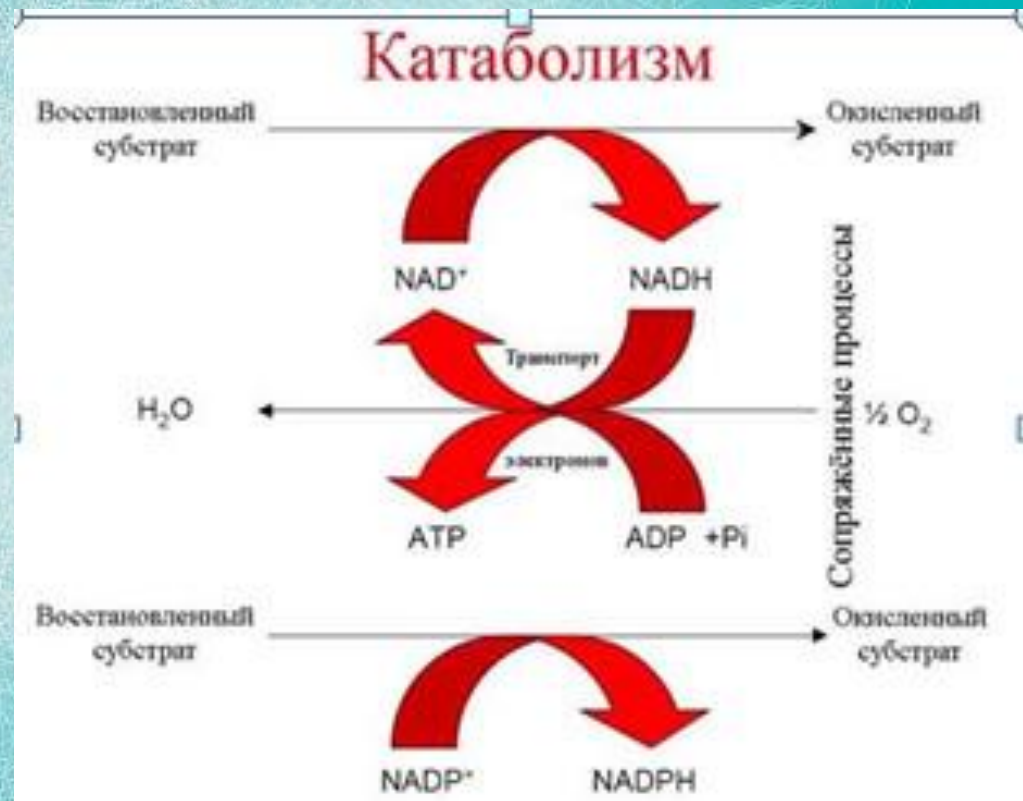 Катаболизм
Восстановленный
субстрат
Окисленный
субстрат
NAD⁺
NADH
Транспорт
H₂O
½ O₂
Сопряжённые процессы
электронов
ATP
ADP +Pi
Восстановленный
субстрат
Окисленный
субстрат
NADP⁺
NADPH